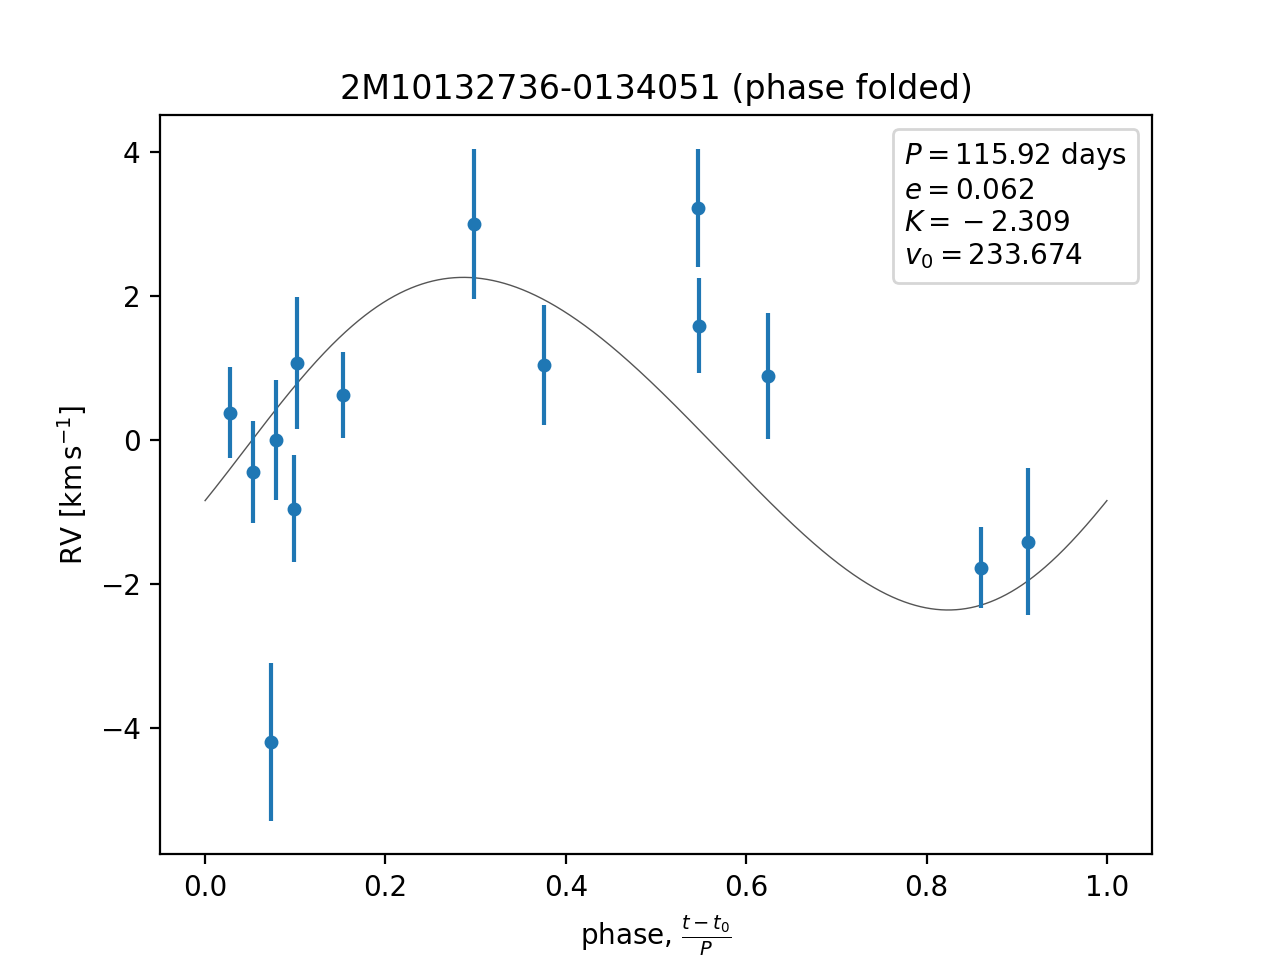 2M10132736-0134051 (phase folded)
P = 115.92 days
e = 0.062
K = −2.309
v₀ = 233.674
4
2
0
−2
−4
RV [km s⁻¹]
0.0 0.2 0.4 0.6 0.8 1.0
phase, (t − t₀)/P